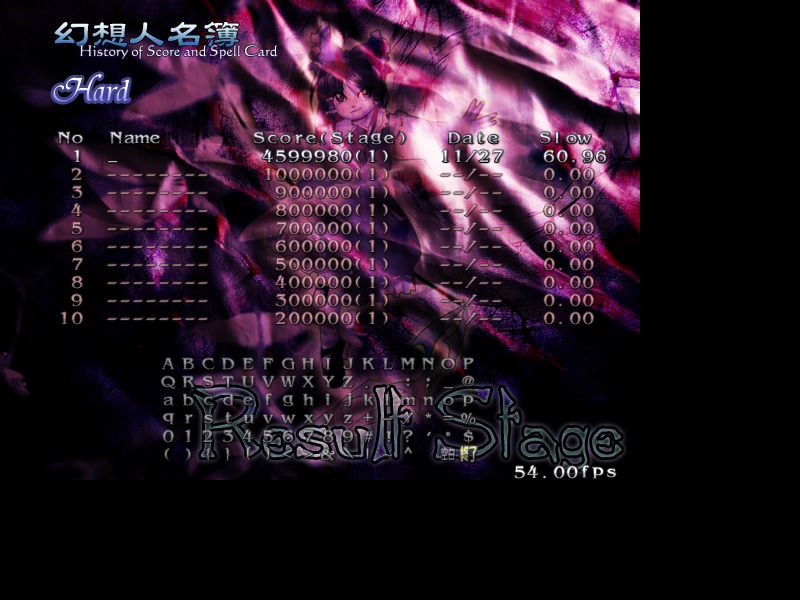 幻想人名簿
History of Score and Spell Card
Hard
No Name Score(Stage) Date Slow
1 _ 4599980(1) 11/27 60.96
2 -------- 1000000(1) --/-- 0.00
3 -------- 900000(1) --/-- 0.00
4 -------- 800000(1) --/-- 0.00
5 -------- 700000(1) --/-- 0.00
6 -------- 600000(1) --/-- 0.00
7 -------- 500000(1) --/-- 0.00
8 -------- 400000(1) --/-- 0.00
9 -------- 300000(1) --/-- 0.00
10 -------- 200000(1) --/-- 0.00
A B C D E F G H I J K L M N O P
Q R S T U V W X Y Z . , : ; _ @
a b c d e f g h i j k l m n o p
q r s t u v w x y z + - / * = %
0 1 2 3 4 5 6 7 8 9 # ! ? ' " $
( ) { } [ ] < > & ^ 空白 終了
Result Stage
54.00fps